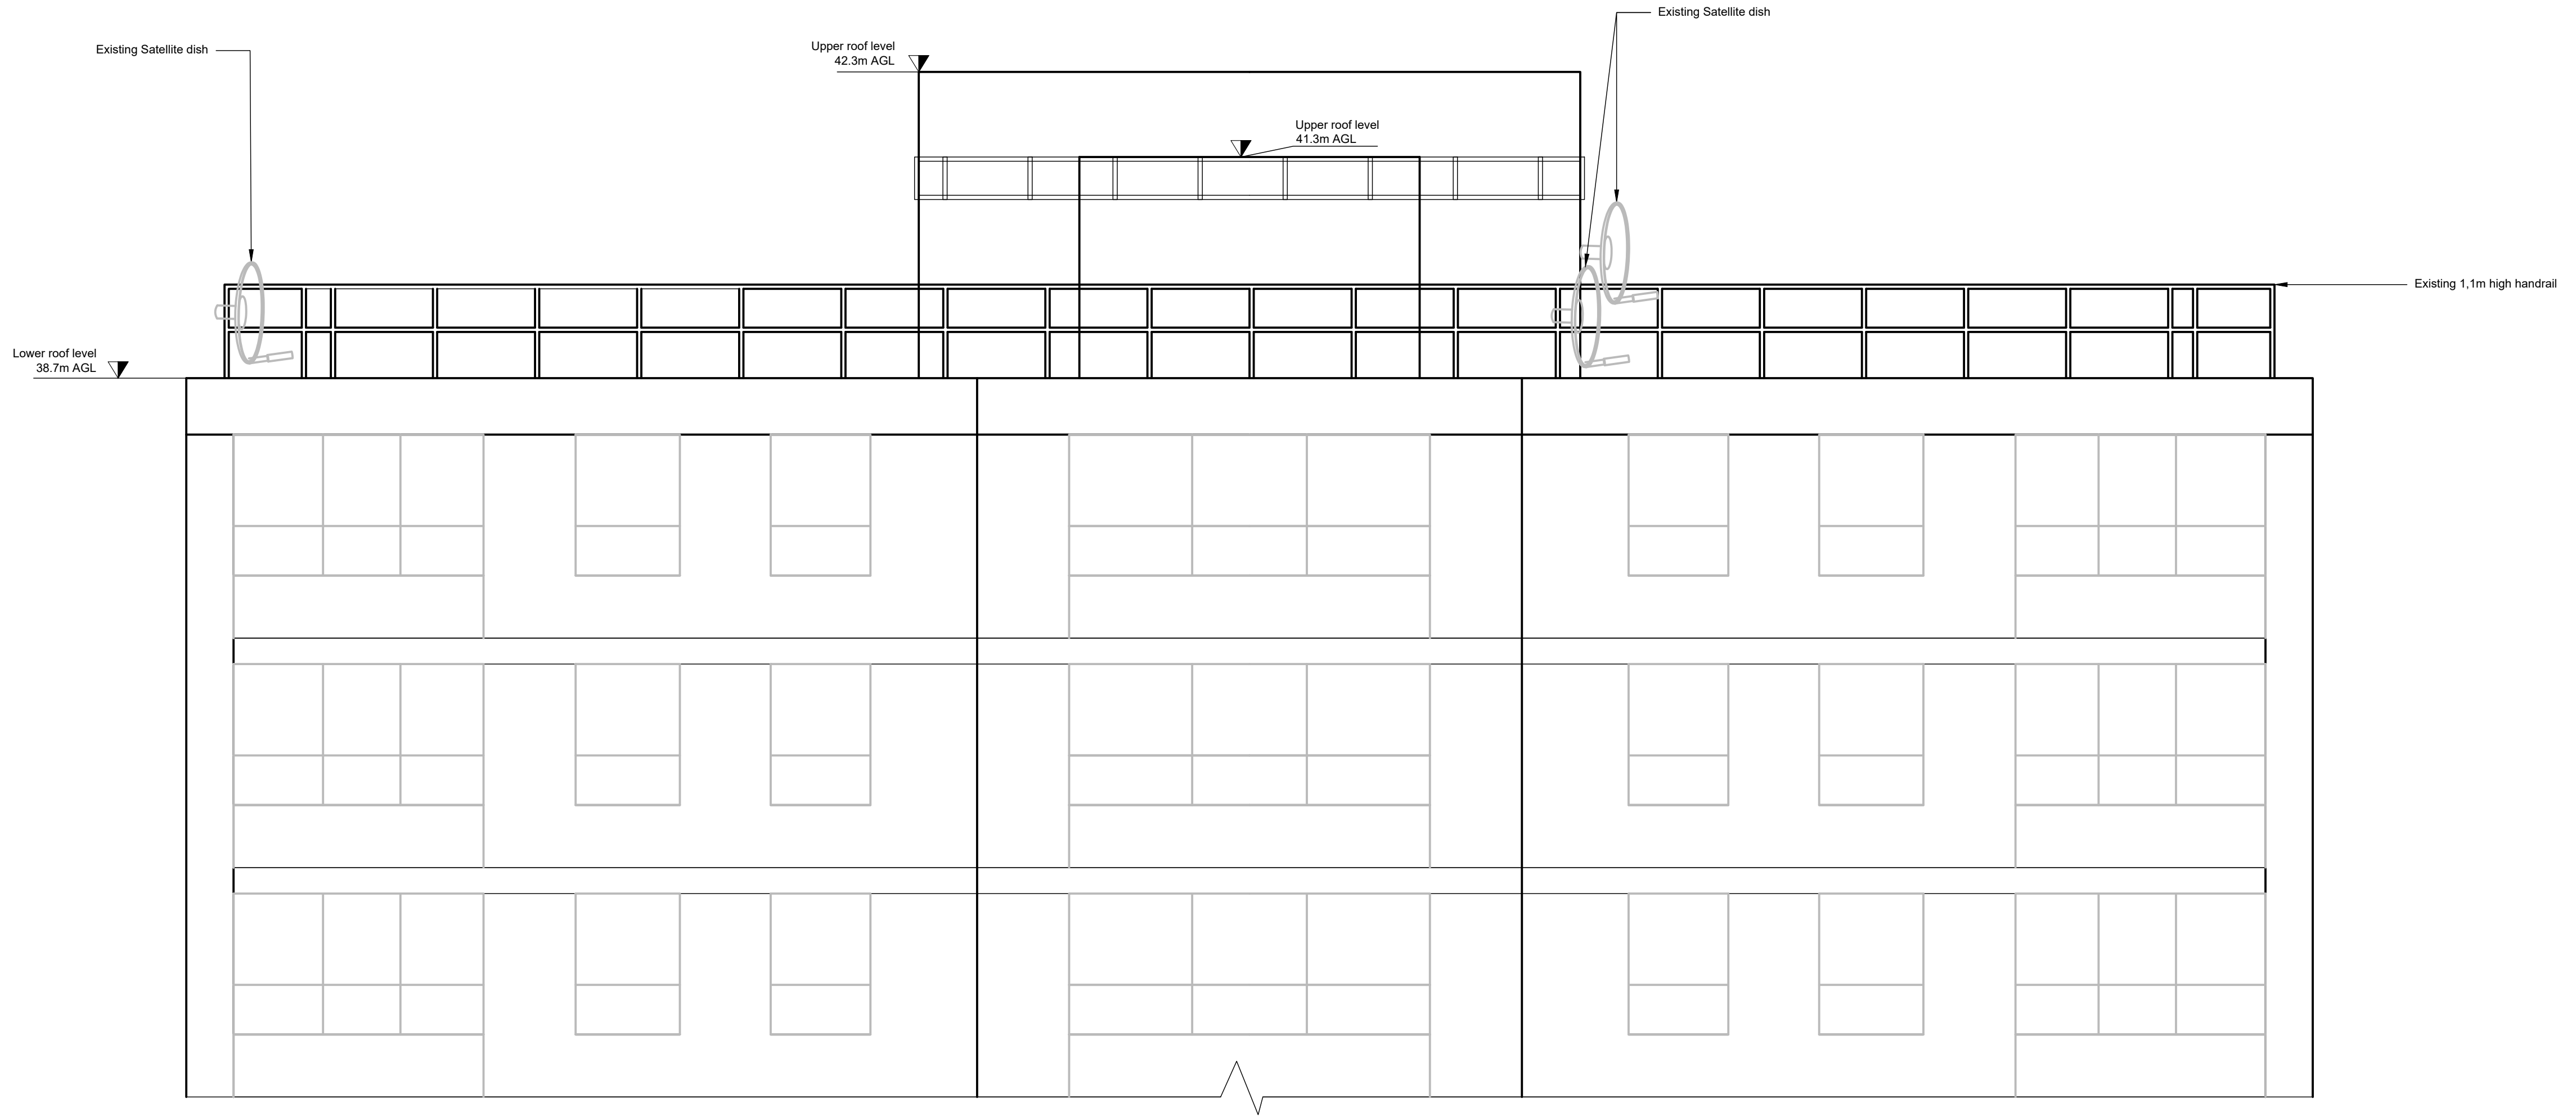 Existing Satellite dish
Existing Satellite dish
Upper roof level
42.3m AGL
Upper roof level
41.3m AGL
Existing 1,1m high handrail
Lower roof level
38.7m AGL